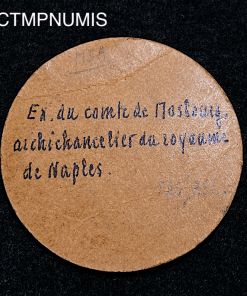 CTMPNUMIS
Ex. du comte de Mosbourg,
archichancelier du royaume
de Naples.